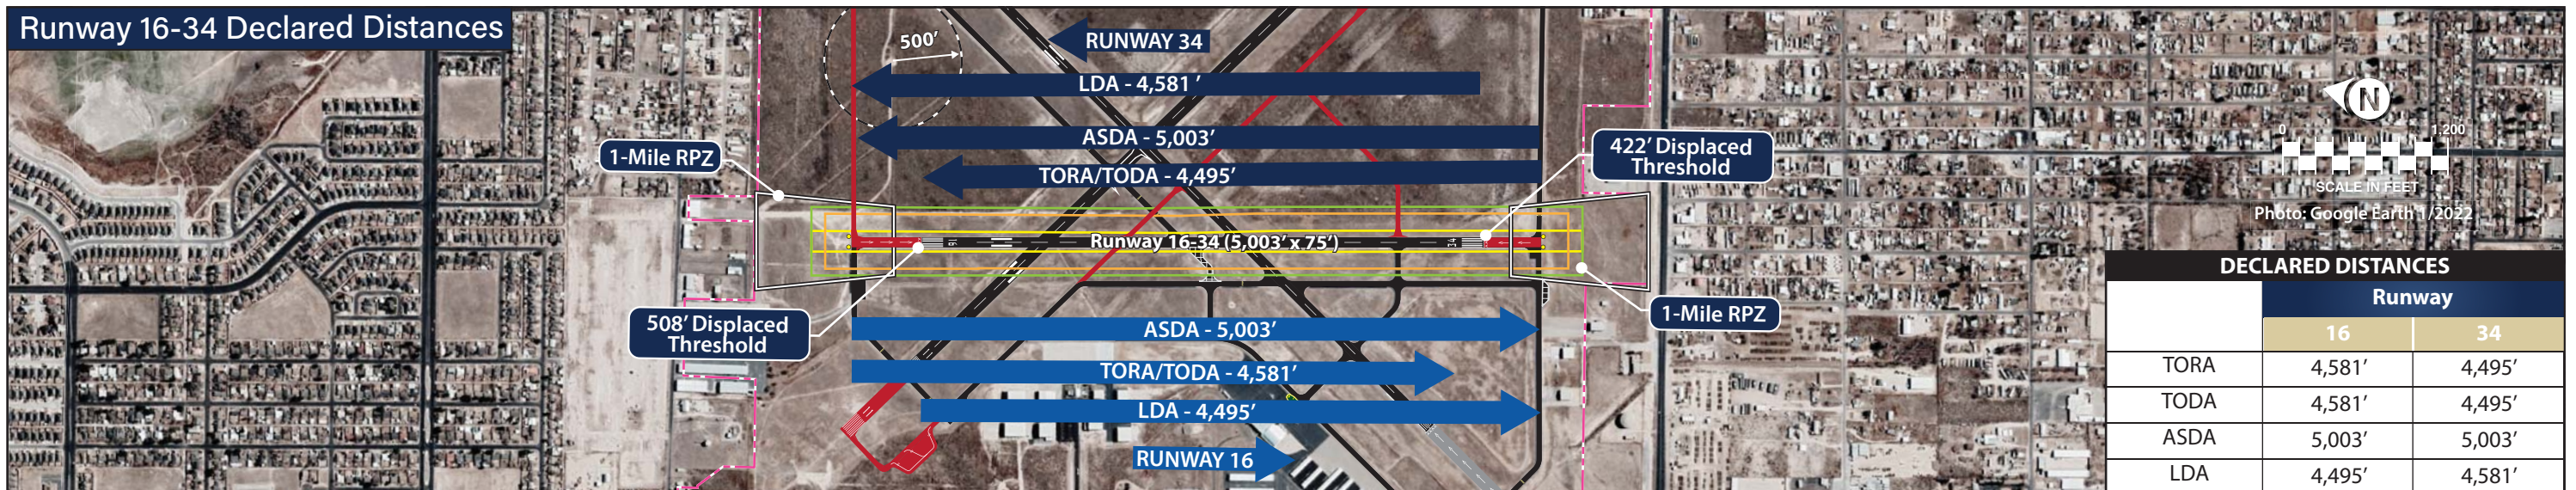 Runway 16-34 Declared Distances
500'
RUNWAY 34
LDA - 4,581'
ASDA - 5,003'
TORA/TODA - 4,495'
1-Mile RPZ
422' Displaced
Threshold
N
0
1,200
SCALE IN FEET
Photo: Google Earth 1/2022
16
Runway 16-34 (5,003' x 75')
34
508' Displaced
Threshold
1-Mile RPZ
ASDA - 5,003'
TORA/TODA - 4,581'
LDA - 4,495'
RUNWAY 16
DECLARED DISTANCES
Runway
16 34
TORA 4,581' 4,495'
TODA 4,581' 4,495'
ASDA 5,003' 5,003'
LDA 4,495' 4,581'